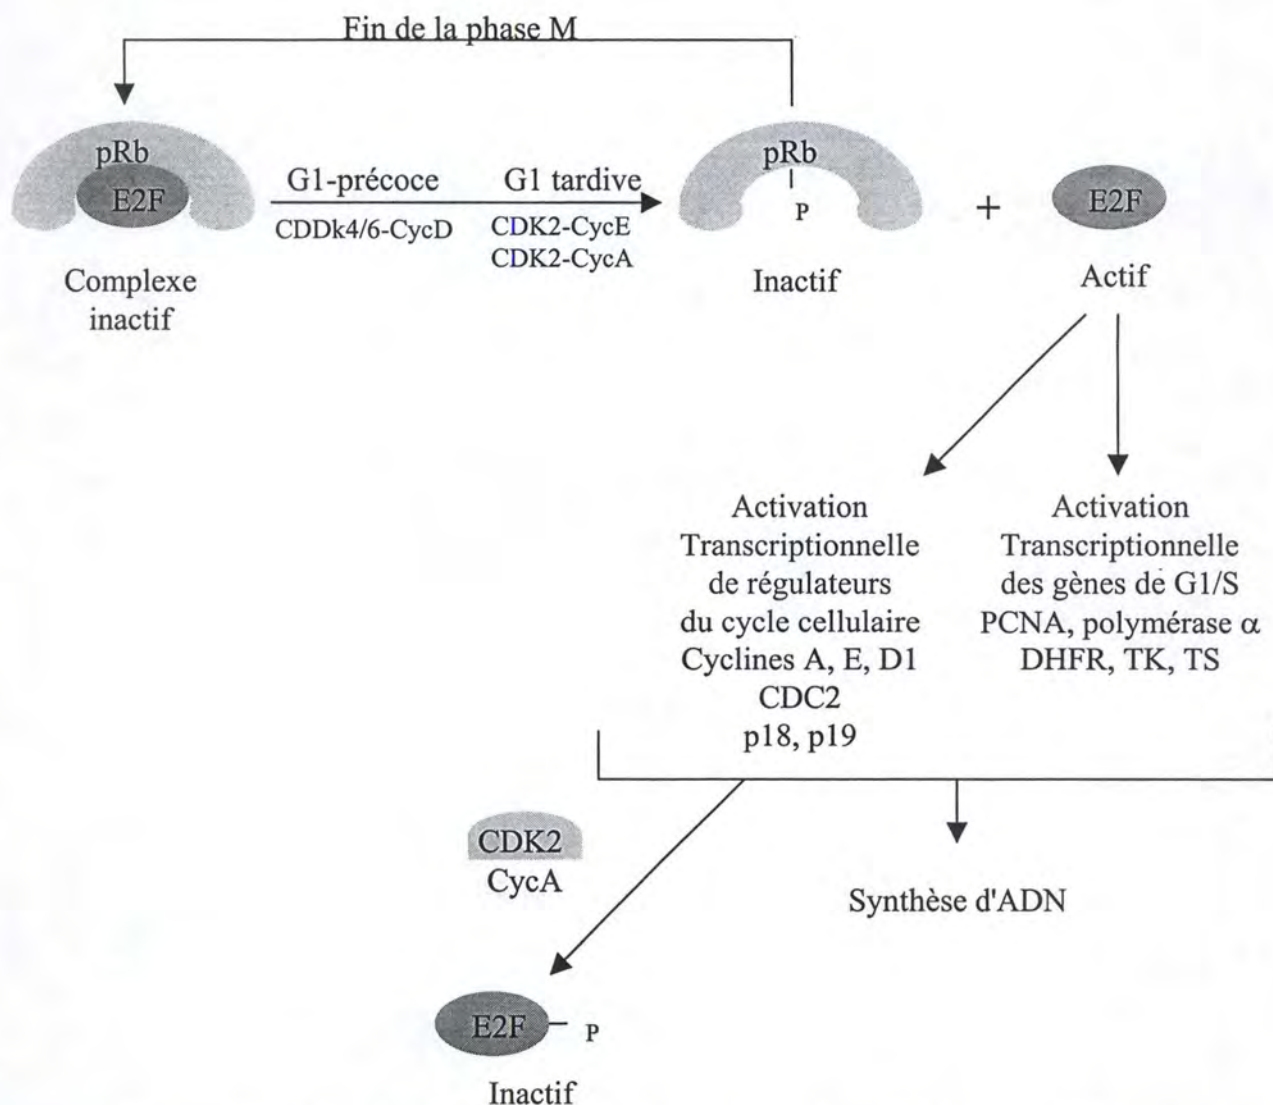 Fin de la phase M
pRb
E2F
Complexe
inactif
G1-précoce
CDDk4/6-CycD
G1 tardive
CDK2-CycE
CDK2-CycA
pRb
P
Inactif
+
E2F
Actif
Activation
Transcriptionnelle
de régulateurs
du cycle cellulaire
Cyclines A, E, D1
CDC2
p18, p19
Activation
Transcriptionnelle
des gènes de G1/S
PCNA, polymérase α
DHFR, TK, TS
CDK2
CycA
Synthèse d'ADN
E2F
P
Inactif